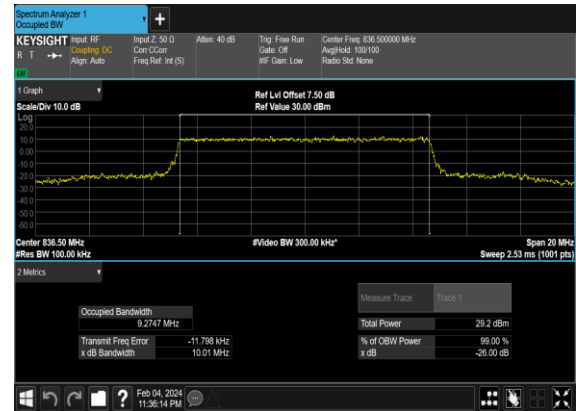 Spectrum Analyzer 1
Occupied BW
KEYSIGHT Input: RF Input Z: 50 Ω Atten: 40 dB Trig: Free Run Center Freq: 836.500000 MHz
R T Coupling: DC Corr CCorr Gate: Off Avg|Hold: 100/100
Align: Auto Freq Ref: Int (S) #IF Gain: Low Radio Std: None
1 Graph
Ref Lvl Offset 7.50 dB
Scale/Div 10.0 dB Ref Value 30.00 dBm
Log
20.0
10.0
0.00
-10.0
-20.0
-30.0
-40.0
-50.0
-60.0
Center 836.50 MHz #Video BW 300.00 kHz* Span 20 MHz
#Res BW 100.00 kHz Sweep 2.53 ms (1001 pts)
2 Metrics
Measure Trace Trace 1
Occupied Bandwidth
9.2747 MHz Total Power 29.2 dBm
Transmit Freq Error -11.798 kHz % of OBW Power 99.00 %
x dB Bandwidth 10.01 MHz x dB -26.00 dB
? Feb 04, 2024
11:36:14 PM